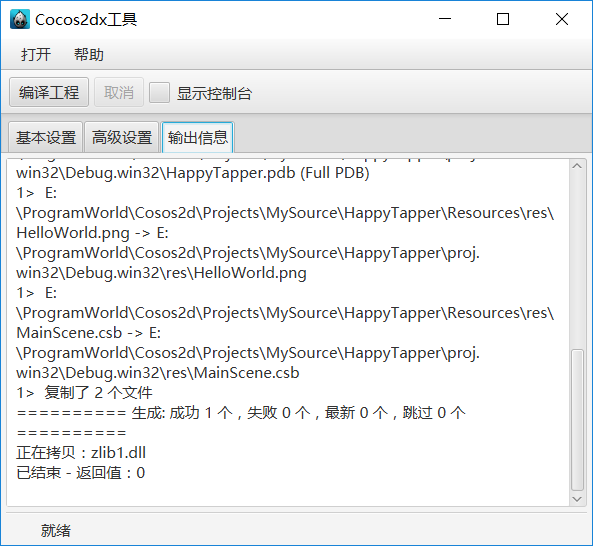 Cocos2dx工具
打开 帮助
编译工程 取消 显示控制台
基本设置 高级设置 输出信息
win32\Debug.win32\HappyTapper.pdb (Full PDB)
1> E:
\ProgramWorld\Cosos2d\Projects\MySource\HappyTapper\Resources\res\
HelloWorld.png -> E:
\ProgramWorld\Cosos2d\Projects\MySource\HappyTapper\proj.
win32\Debug.win32\res\HelloWorld.png
1> E:
\ProgramWorld\Cosos2d\Projects\MySource\HappyTapper\Resources\res\
MainScene.csb -> E:
\ProgramWorld\Cosos2d\Projects\MySource\HappyTapper\proj.
win32\Debug.win32\res\MainScene.csb
1> 复制了 2 个文件
========== 生成: 成功 1 个，失败 0 个，最新 0 个，跳过 0 个
==========
正在拷贝：zlib1.dll
已结束 - 返回值：0
就绪